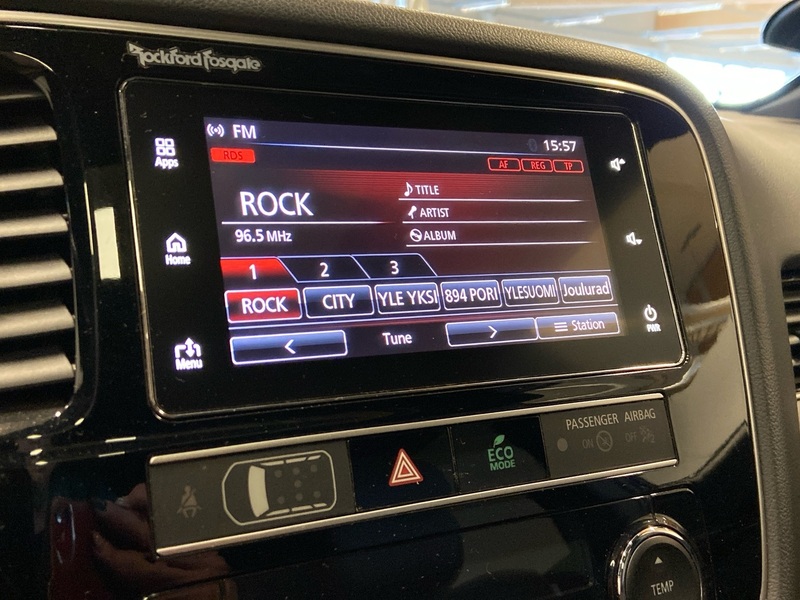 Rockford Fosgate
FM
15:57
RDS
AF REG TP
Apps
ROCK
TITLE
ARTIST
96.5 MHz
ALBUM
Home
1 2 3
ROCK CITY YLE YKSI 894 PORI YLESUOMI Joulurad
PWR
Menu
< Tune > Station
PASSENGER AIRBAG
ON OFF
ECO
MODE
TEMP